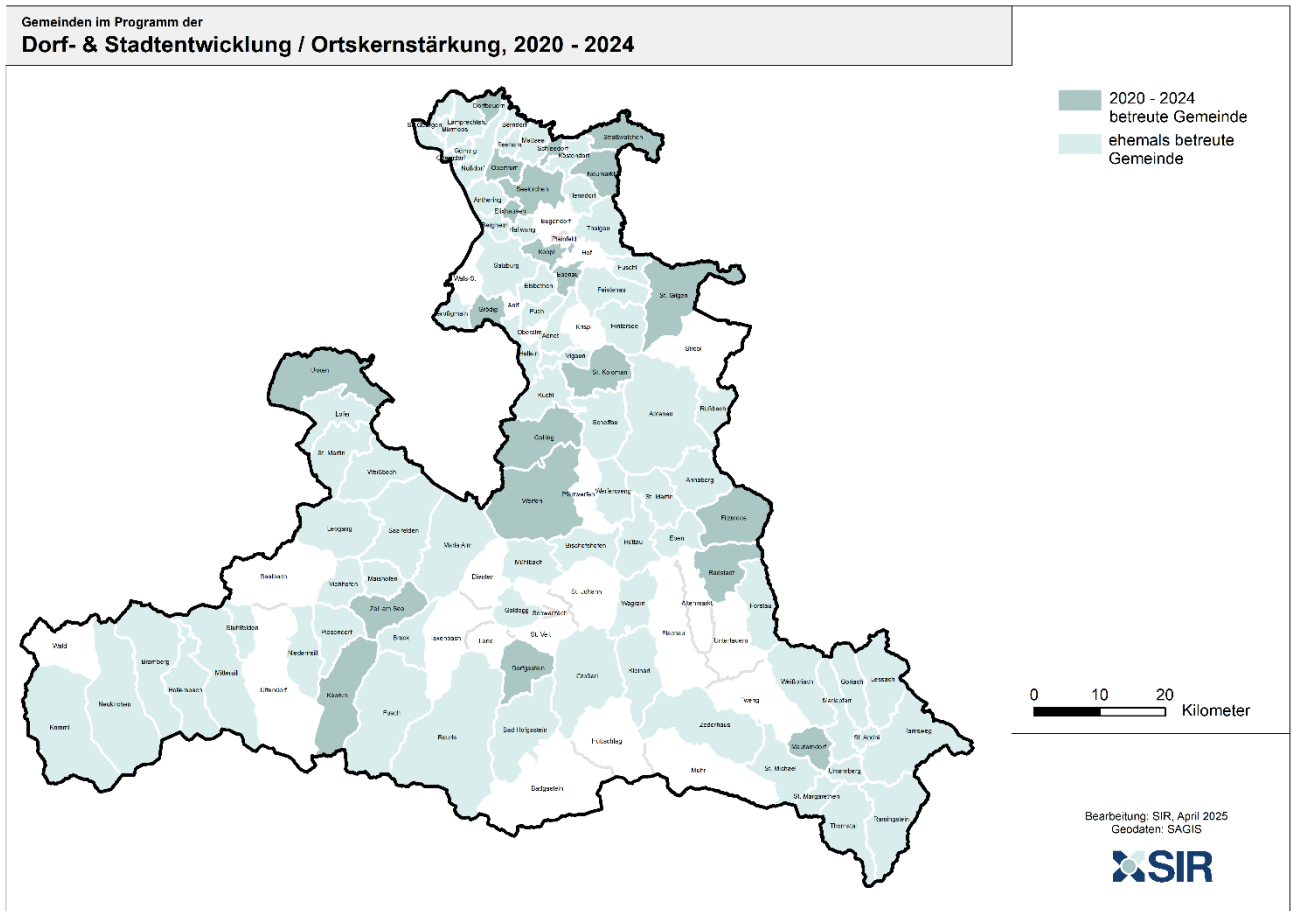 Gemeinden im Programm der
Dorf- & Stadtentwicklung / Ortskernstärkung, 2020 - 2024
2020 - 2024
betreute Gemeinde
ehemals betreute
Gemeinde
Dorfbeuern
Lamprechtsh.
Bürmoos
Berndorf
Straßwalchen
Mattsee
Seeham
Schleedorf
Köstendorf
Göming
Nußdorf
Obertrum
Neumarkt
Seekirchen
Henndorf
Anthering
Elixhausen
Bergheim
Hallwang
Eugendorf
Thalgau
Plainfeld
Koppl
Hof
Salzburg
Fuschl
Wals-S.
Ebenau
Elsbethen
Faistenau
St. Gilgen
Anif
Grödig
Puch
Großgmain
Oberalm
Adnet
Krispl
Hintersee
Strobl
Hallein
Vigaun
Unken
St. Koloman
Kuchl
Lofer
Abtenau
Rußbach
Scheffau
Golling
St. Martin
Weißbach
Annaberg
Werfen
Pfarrwerfen
Werfenweng
St. Martin
Filzmoos
Leogang
Saalfelden
Maria Alm
Bischofshofen
Hüttau
Eben
Mühlbach
Radstadt
Saalbach
Viehhofen
Maishofen
Dienten
St. Johann
Wagrain
Altenmarkt
Forstau
Zell am See
Goldegg
Schwarzach
Stuhlfelden
Piesendorf
Bruck
Taxenbach
Lend
St. Veit
Flachau
Untertauern
Wald
Niedernsill
Bramberg
Mittersill
Dorfgastein
Großarl
Kleinarl
Weißpriach
Göriach
Lessach
Hollersbach
Uttendorf
Kaprun
Neukirchen
Tweng
Mariapfarr
Fusch
Krimml
Rauris
Bad Hofgastein
Zederhaus
Tamsweg
Hüttschlag
St. Andrä
Mauterndorf
Muhr
St. Michael
Unternberg
Badgastein
St. Margarethen
Thomatal
Ramingstein
0 10 20
Kilometer
Bearbeitung: SIR, April 2025
Geodaten: SAGIS
SIR